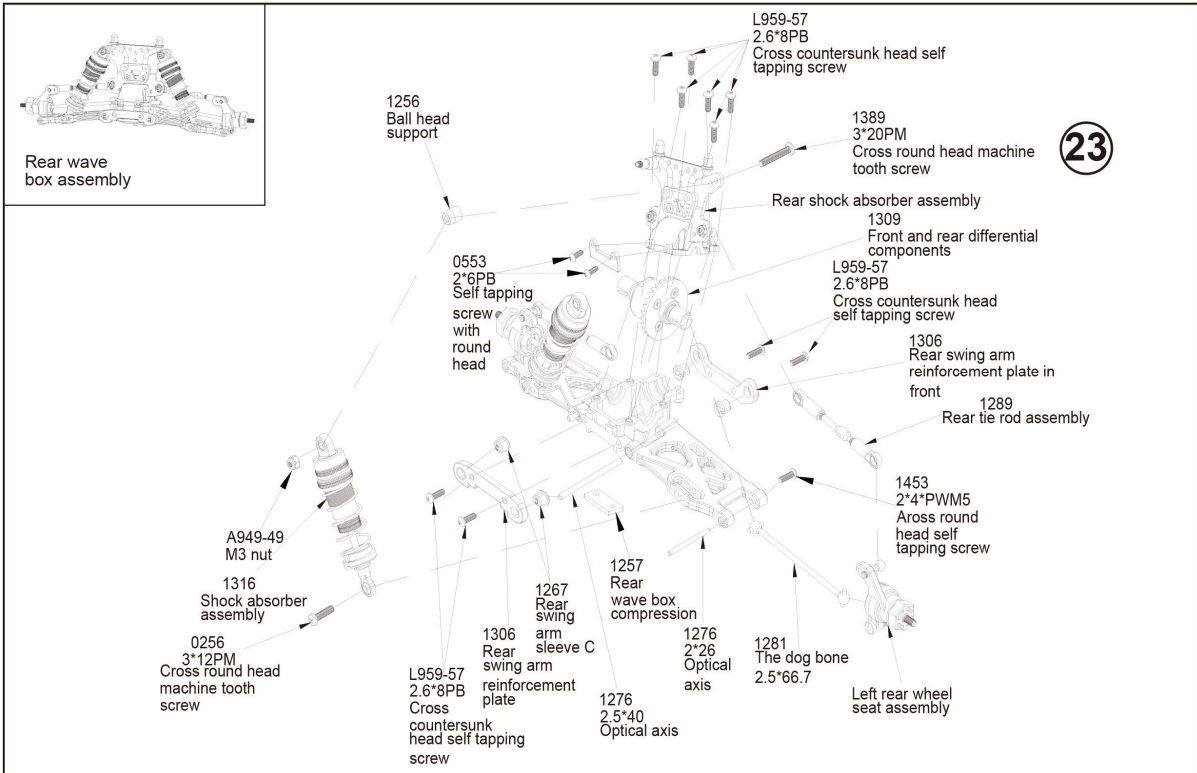 Rear wave
box assembly
L959-57
2.6*8PB
Cross countersunk head self
tapping screw
1256
Ball head
support
1389
3*20PM
Cross round head machine
tooth screw
23
Rear shock absorber assembly
1309
Front and rear differential
components
0553
2*6PB
Self tapping
screw
with
round
head
L959-57
2.6*8PB
Cross countersunk head
self tapping screw
1306
Rear swing arm
reinforcement plate in
front
1289
Rear tie rod assembly
1453
2*4*PWM5
Aross round
head self
tapping screw
A949-49
M3 nut
1316
Shock absorber
assembly
0256
3*12PM
Cross round head
machine tooth
screw
L959-57
2.6*8PB
Cross
countersunk
head self tapping
screw
1306
Rear
swing arm
reinforcement
plate
1267
Rear
swing
arm
sleeve C
1276
2.5*40
Optical axis
1257
Rear
wave box
compression
1276
2*26
Optical
axis
1281
The dog bone
2.5*66.7
Left rear wheel
seat assembly